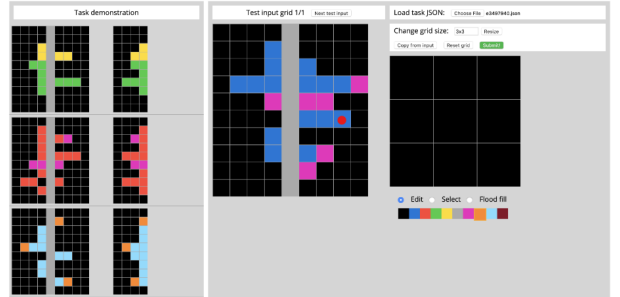 Task demonstration
Test input grid 1/1 Next test input
Load task JSON: Choose File e3497940.json
Change grid size: 3x3 Resize
Copy from input Reset grid Submit!
Edit Select Flood fill